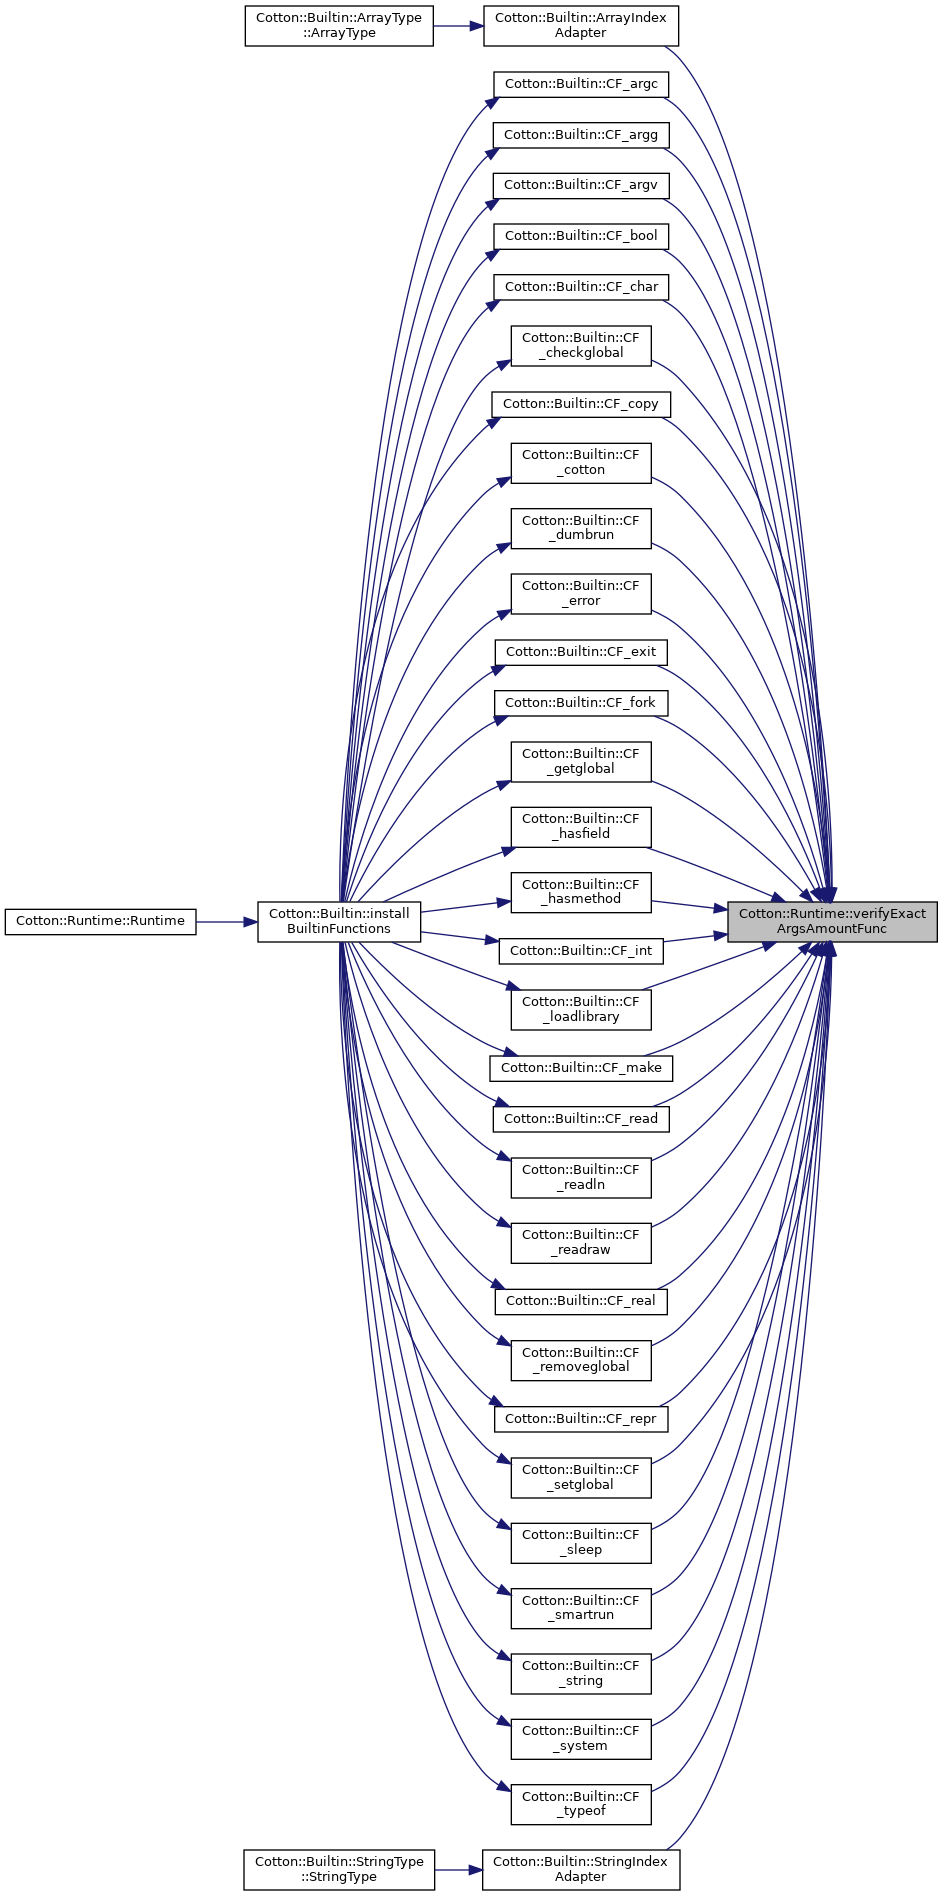 Cotton::Builtin::ArrayType
::ArrayType
Cotton::Builtin::ArrayIndex
Adapter
Cotton::Builtin::CF_argc
Cotton::Builtin::CF_argg
Cotton::Builtin::CF_argv
Cotton::Builtin::CF_bool
Cotton::Builtin::CF_char
Cotton::Builtin::CF
_checkglobal
Cotton::Builtin::CF_copy
Cotton::Builtin::CF
_cotton
Cotton::Builtin::CF
_dumbrun
Cotton::Builtin::CF
_error
Cotton::Builtin::CF_exit
Cotton::Builtin::CF_fork
Cotton::Builtin::CF
_getglobal
Cotton::Builtin::CF
_hasfield
Cotton::Builtin::CF
_hasmethod
Cotton::Runtime::Runtime
Cotton::Builtin::install
BuiltinFunctions
Cotton::Runtime::verifyExact
ArgsAmountFunc
Cotton::Builtin::CF_int
Cotton::Builtin::CF
_loadlibrary
Cotton::Builtin::CF_make
Cotton::Builtin::CF_read
Cotton::Builtin::CF
_readln
Cotton::Builtin::CF
_readraw
Cotton::Builtin::CF_real
Cotton::Builtin::CF
_removeglobal
Cotton::Builtin::CF_repr
Cotton::Builtin::CF
_setglobal
Cotton::Builtin::CF
_sleep
Cotton::Builtin::CF
_smartrun
Cotton::Builtin::CF
_string
Cotton::Builtin::CF
_system
Cotton::Builtin::CF
_typeof
Cotton::Builtin::StringType
::StringType
Cotton::Builtin::StringIndex
Adapter